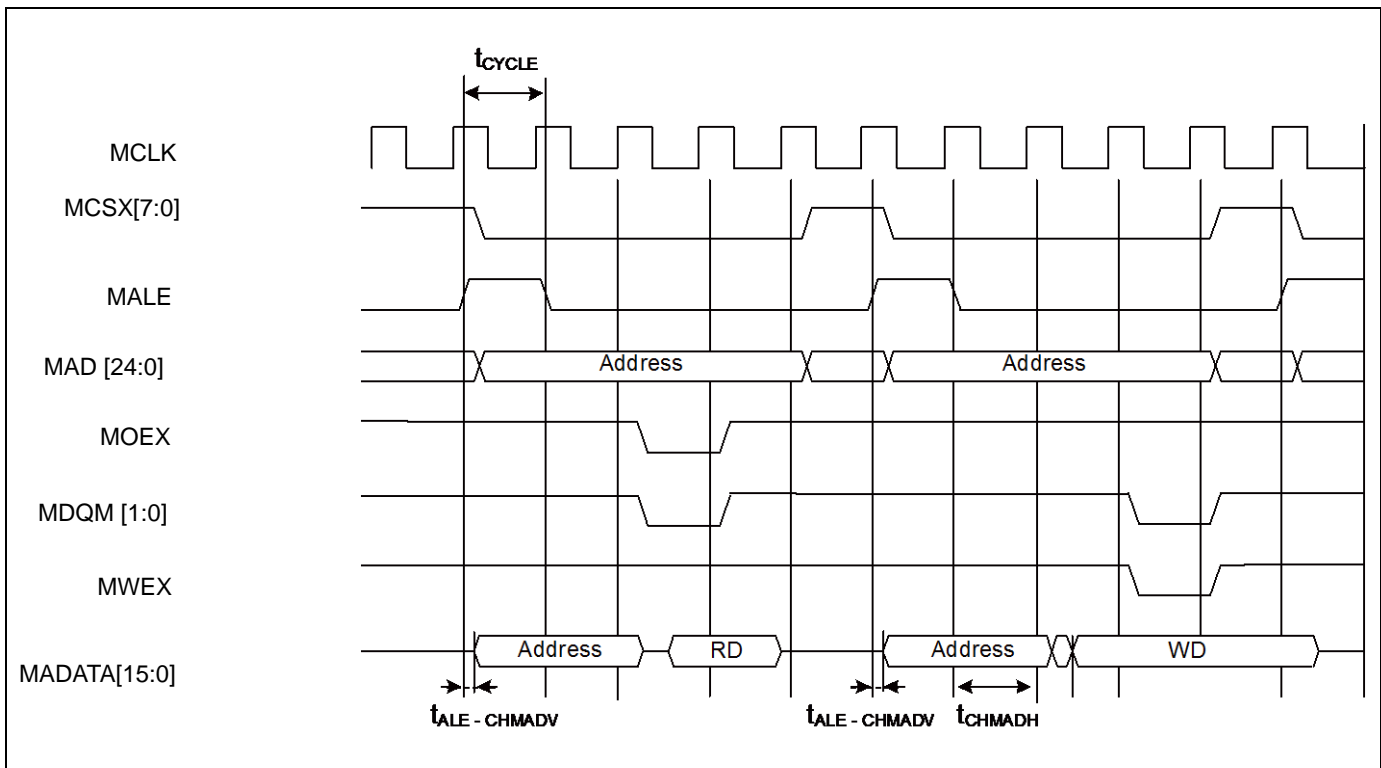 tCYCLE
MCLK
MCSX[7:0]
MALE
MAD [24:0]
Address
Address
MOEX
MDQM [1:0]
MWEX
MADATA[15:0]
Address
RD
Address
WD
tALE - CHMADV
tALE - CHMADV
tCHMADH